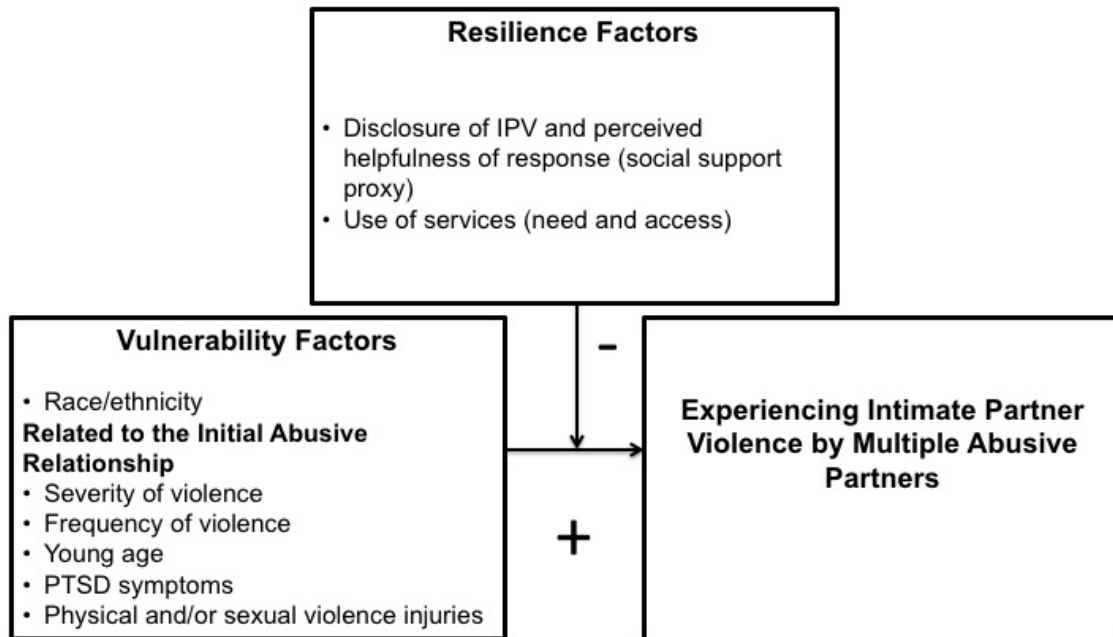 Resilience Factors
• Disclosure of IPV and perceived
helpfulness of response (social support
proxy)
• Use of services (need and access)
-
Vulnerability Factors
• Race/ethnicity
Related to the Initial Abusive
Relationship
• Severity of violence
• Frequency of violence
• Young age
• PTSD symptoms
• Physical and/or sexual violence injuries
+
Experiencing Intimate Partner
Violence by Multiple Abusive
Partners